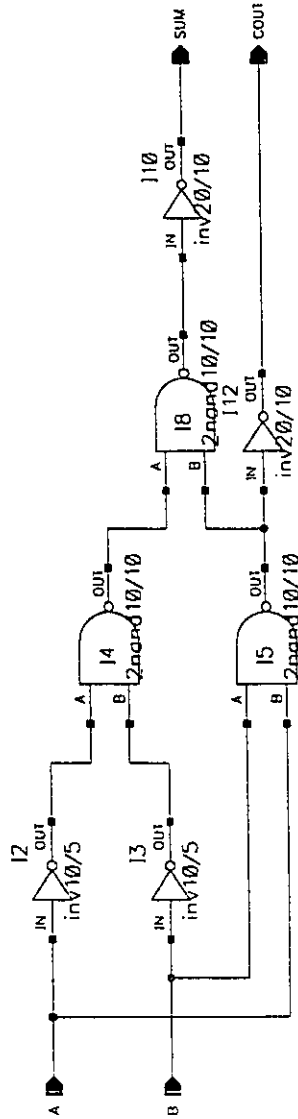 A
B
I2
IN
OUT
inv10/5
I3
IN
OUT
inv10/5
A
B
OUT
I4
2nand10/10
A
B
OUT
I5
2nand10/10
A
B
OUT
I8
2nand10/10
I12
IN
OUT
inv20/10
I10
IN
OUT
inv20/10
SUM
COUT